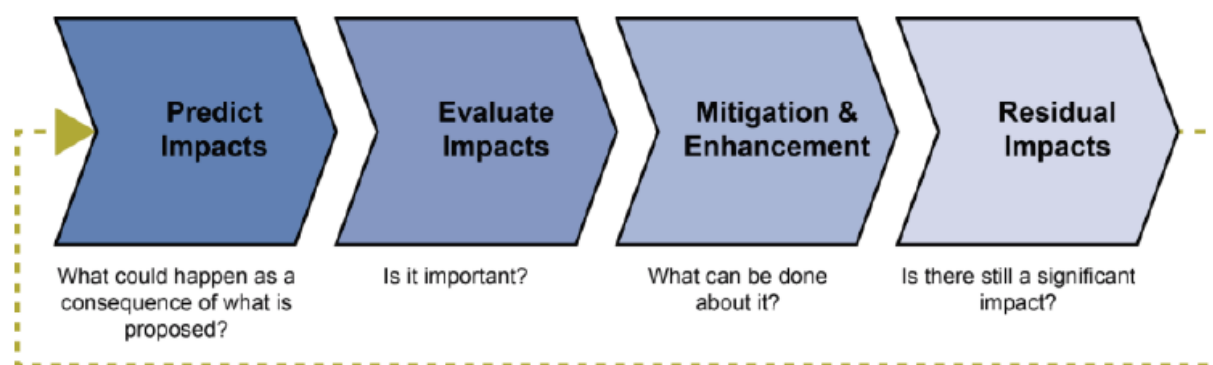 Predict
Impacts
Evaluate
Impacts
Mitigation &
Enhancement
Residual
Impacts
What could happen as a
consequence of what is
proposed?
Is it important?
What can be done
about it?
Is there still a significant
impact?